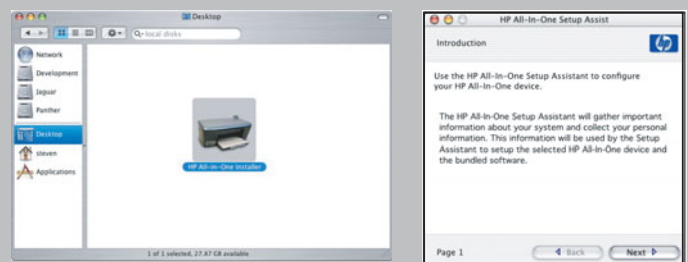 Desktop
Q- local disks
Network
Development
Jaguar
Panther
Desktop
steven
Applications
HP All-in-One Installer
1 of 1 selected, 27.87 GB available
HP All-In-One Setup Assist
Introduction
hp
Use the HP All-In-One Setup Assistant to configure
your HP All-in-One device.
The HP All-In-One Setup Assistant will gather important
information about your system and collect your personal
information. This information will be used by the Setup
Assistant to setup the selected HP All-In-One device and
the bundled software.
Page 1
Back
Next